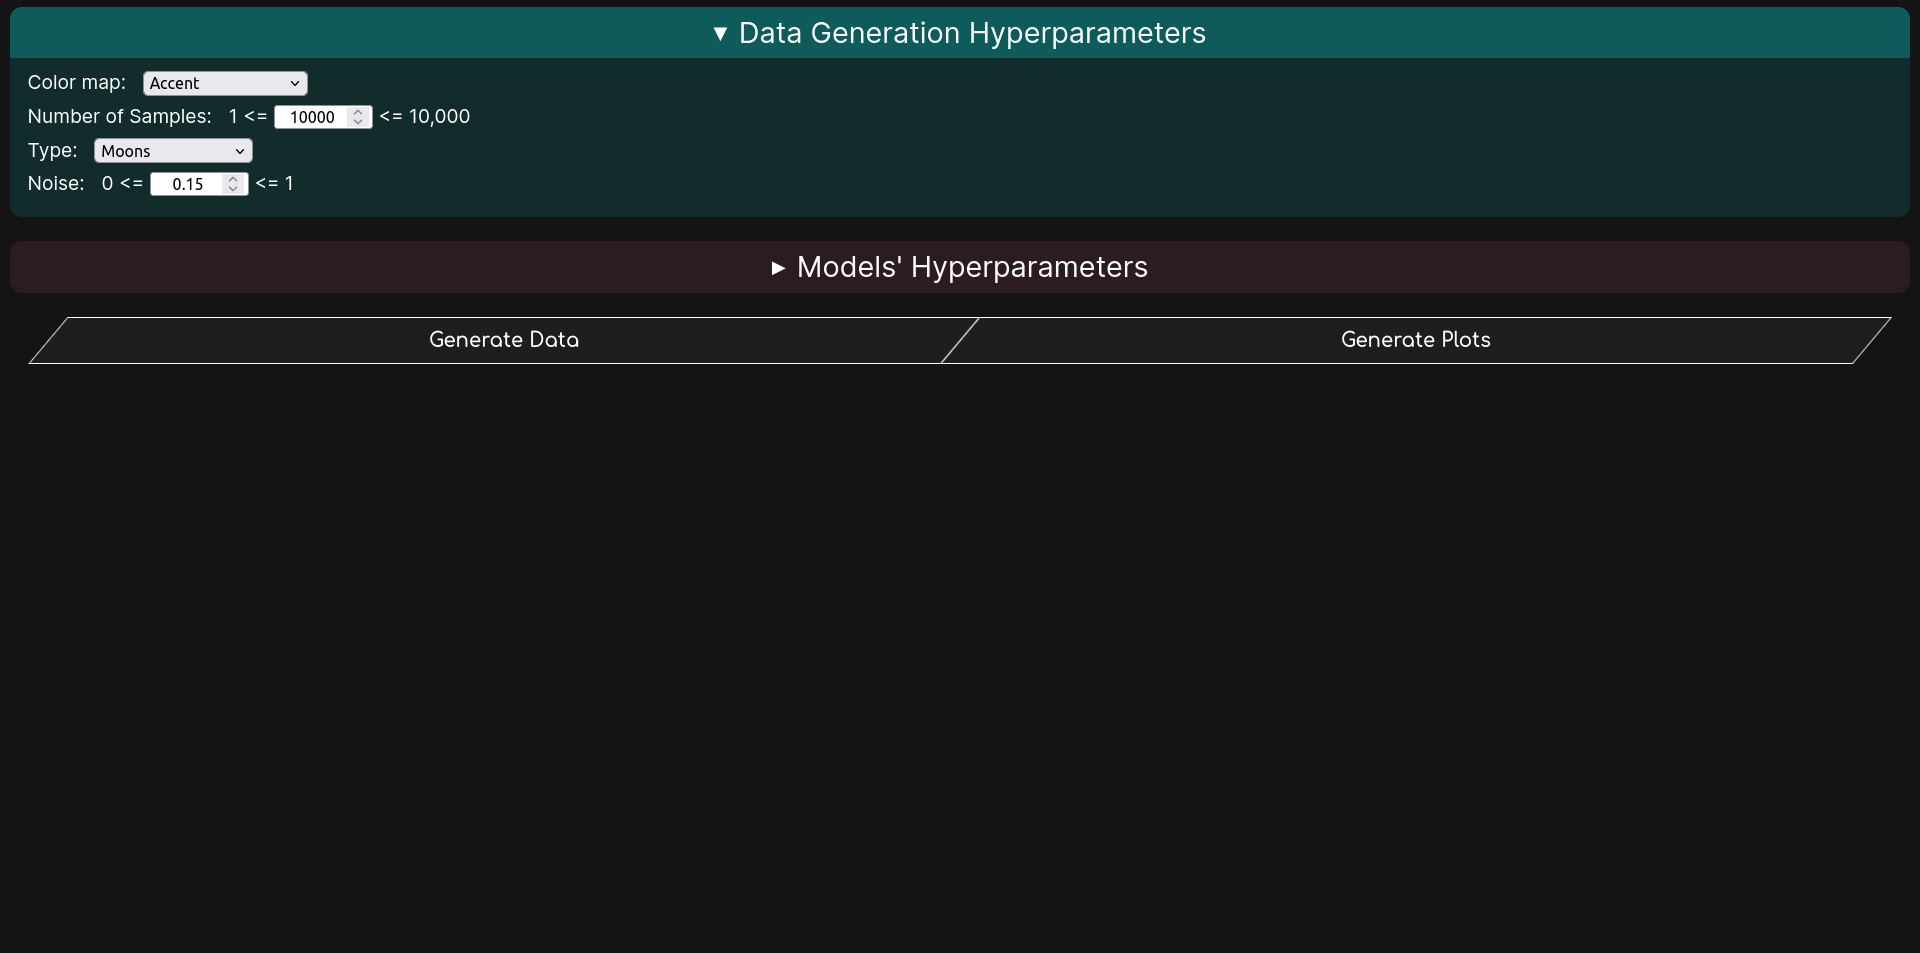 ▼ Data Generation Hyperparameters
Color map: Accent
Number of Samples: 1 <= 10000 <= 10,000
Type: Moons
Noise: 0 <= 0.15 <= 1
► Models' Hyperparameters
Generate Data Generate Plots